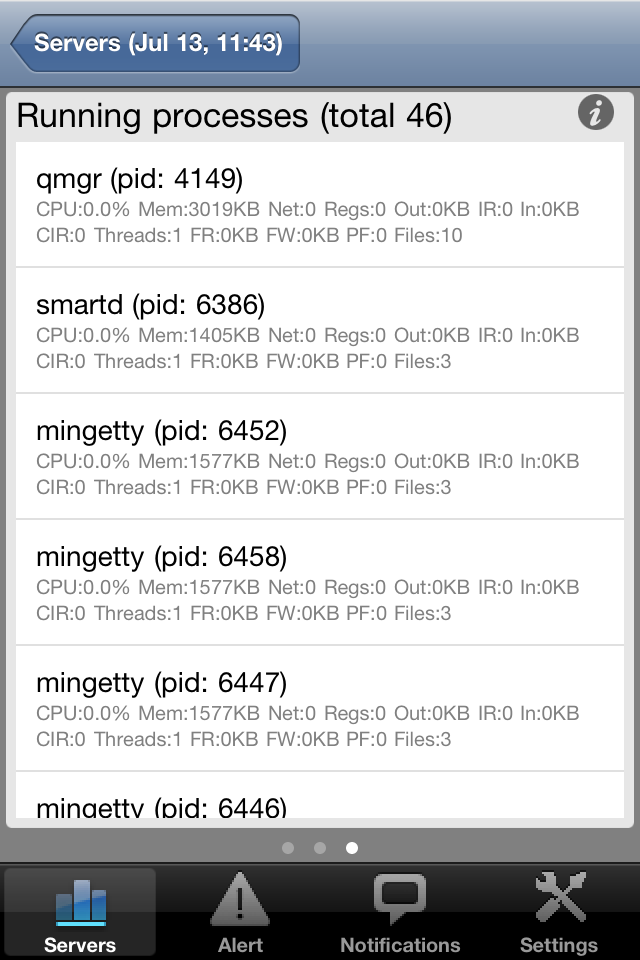 Servers (Jul 13, 11:43)
Running processes (total 46)
qmgr (pid: 4149)
CPU:0.0% Mem:3019KB Net:0 Regs:0 Out:0KB IR:0 In:0KB
CIR:0 Threads:1 FR:0KB FW:0KB PF:0 Files:10
smartd (pid: 6386)
CPU:0.0% Mem:1405KB Net:0 Regs:0 Out:0KB IR:0 In:0KB
CIR:0 Threads:1 FR:0KB FW:0KB PF:0 Files:3
mingetty (pid: 6452)
CPU:0.0% Mem:1577KB Net:0 Regs:0 Out:0KB IR:0 In:0KB
CIR:0 Threads:1 FR:0KB FW:0KB PF:0 Files:3
mingetty (pid: 6458)
CPU:0.0% Mem:1577KB Net:0 Regs:0 Out:0KB IR:0 In:0KB
CIR:0 Threads:1 FR:0KB FW:0KB PF:0 Files:3
mingetty (pid: 6447)
CPU:0.0% Mem:1577KB Net:0 Regs:0 Out:0KB IR:0 In:0KB
CIR:0 Threads:1 FR:0KB FW:0KB PF:0 Files:3
mingetty (pid: 6446)
Servers Alert Notifications Settings